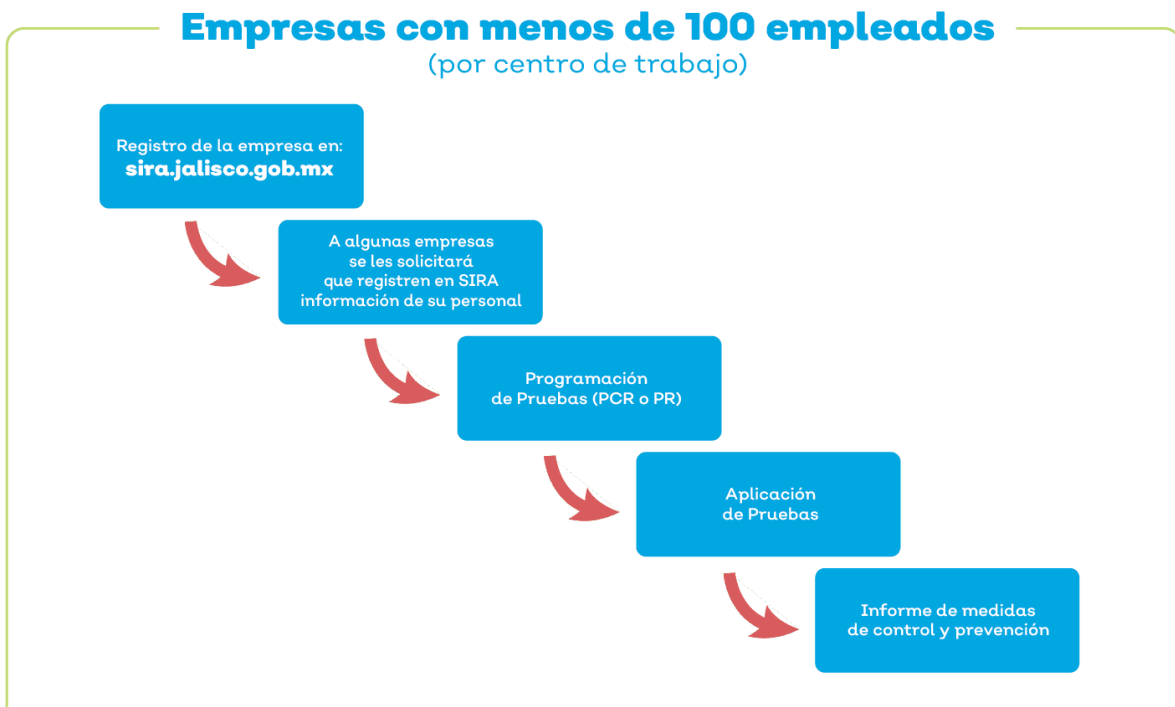 Empresas con menos de 100 empleados
(por centro de trabajo)
Registro de la empresa en:
sira.jalisco.gob.mx
A algunas empresas
se les solicitará
que registren en SIRA
información de su personal
Programación
de Pruebas (PCR o PR)
Aplicación
de Pruebas
Informe de medidas
de control y prevención